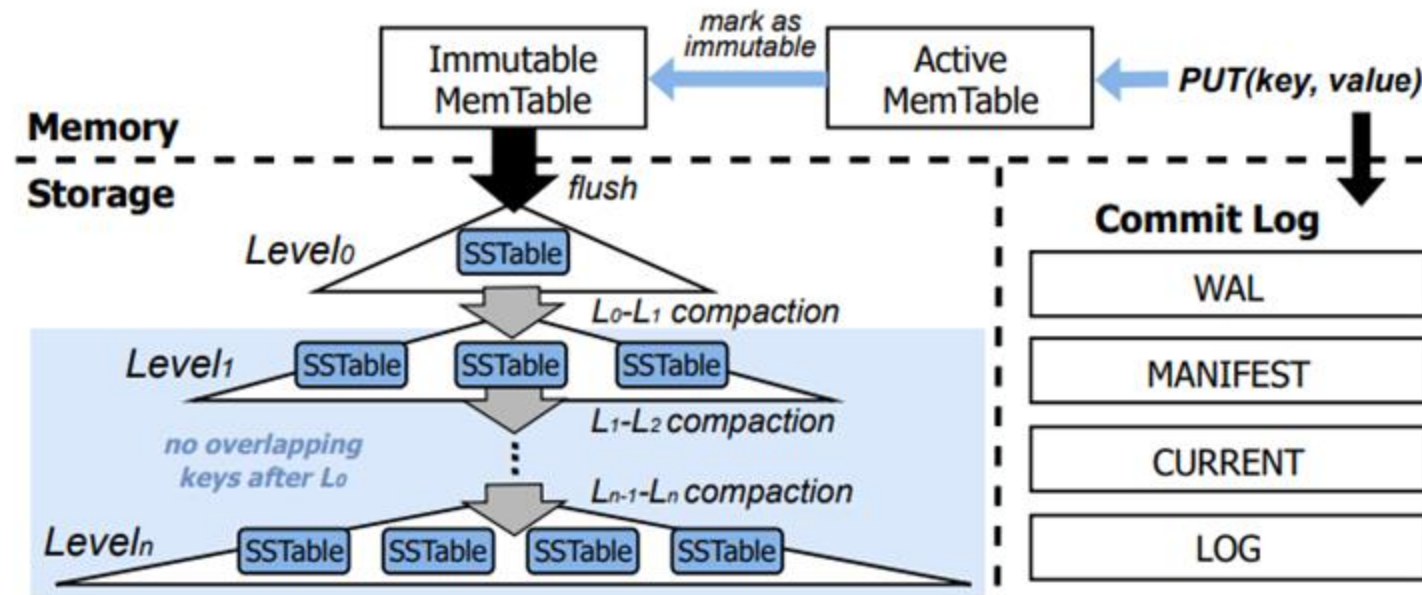 mark as
immutable
Immutable
MemTable
Active
MemTable
PUT(key, value)
Memory
Storage
flush
Commit Log
Level0
SSTable
WAL
L0-L1 compaction
Level1
SSTable SSTable SSTable
MANIFEST
L1-L2 compaction
no overlapping
keys after L0
CURRENT
Ln-1-Ln compaction
Leveln
SSTable SSTable SSTable SSTable
LOG